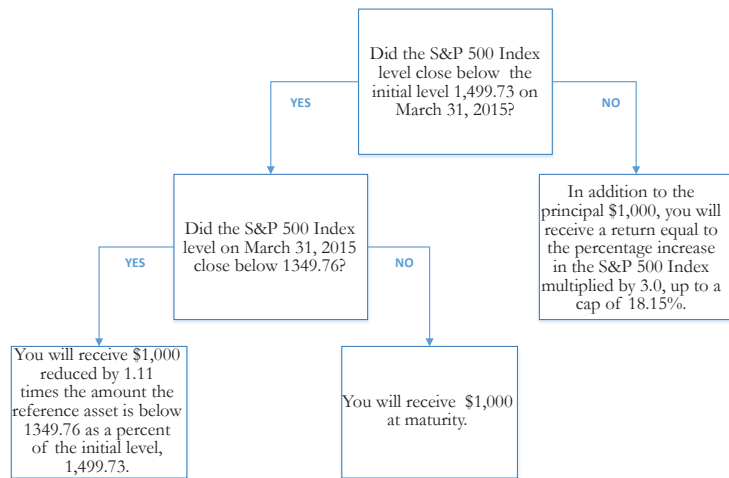 Did the S&P 500 Index
level close below the
initial level 1,499.73 on
March 31, 2015?
YES
NO
Did the S&P 500 Index
level on March 31, 2015
close below 1349.76?
In addition to the
principal $1,000, you will
receive a return equal to
the percentage increase
in the S&P 500 Index
multiplied by 3.0, up to a
cap of 18.15%.
YES
NO
You will receive $1,000
reduced by 1.11
times the amount the
reference asset is below
1349.76 as a percent
of the initial level,
1,499.73.
You will receive $1,000
at maturity.